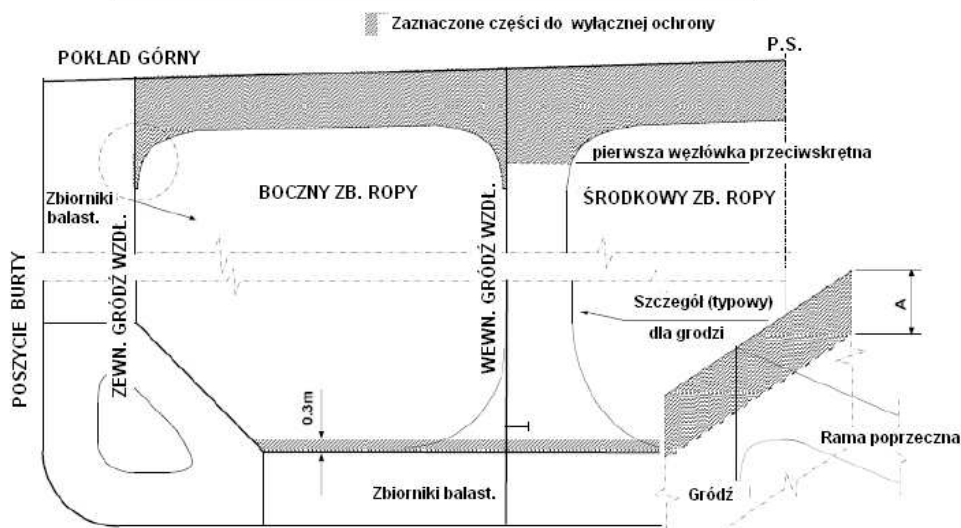 Zaznaczone części do wyłącznej ochrony
P.S.
POKŁAD GÓRNY
pierwsza węzłówka przeciwskrętna
Zbiorniki
balast.
BOCZNY ZB. ROPY
ŚRODKOWY ZB. ROPY
POSZYCIE BURTY
ZEWN. GRÓDŹ WZDŁ.
WEWN. GRÓDŹ WZDŁ.
Szczegół (typowy)
dla grodzi
A
0.3m
Rama poprzeczna
Zbiorniki balast.
Gródź